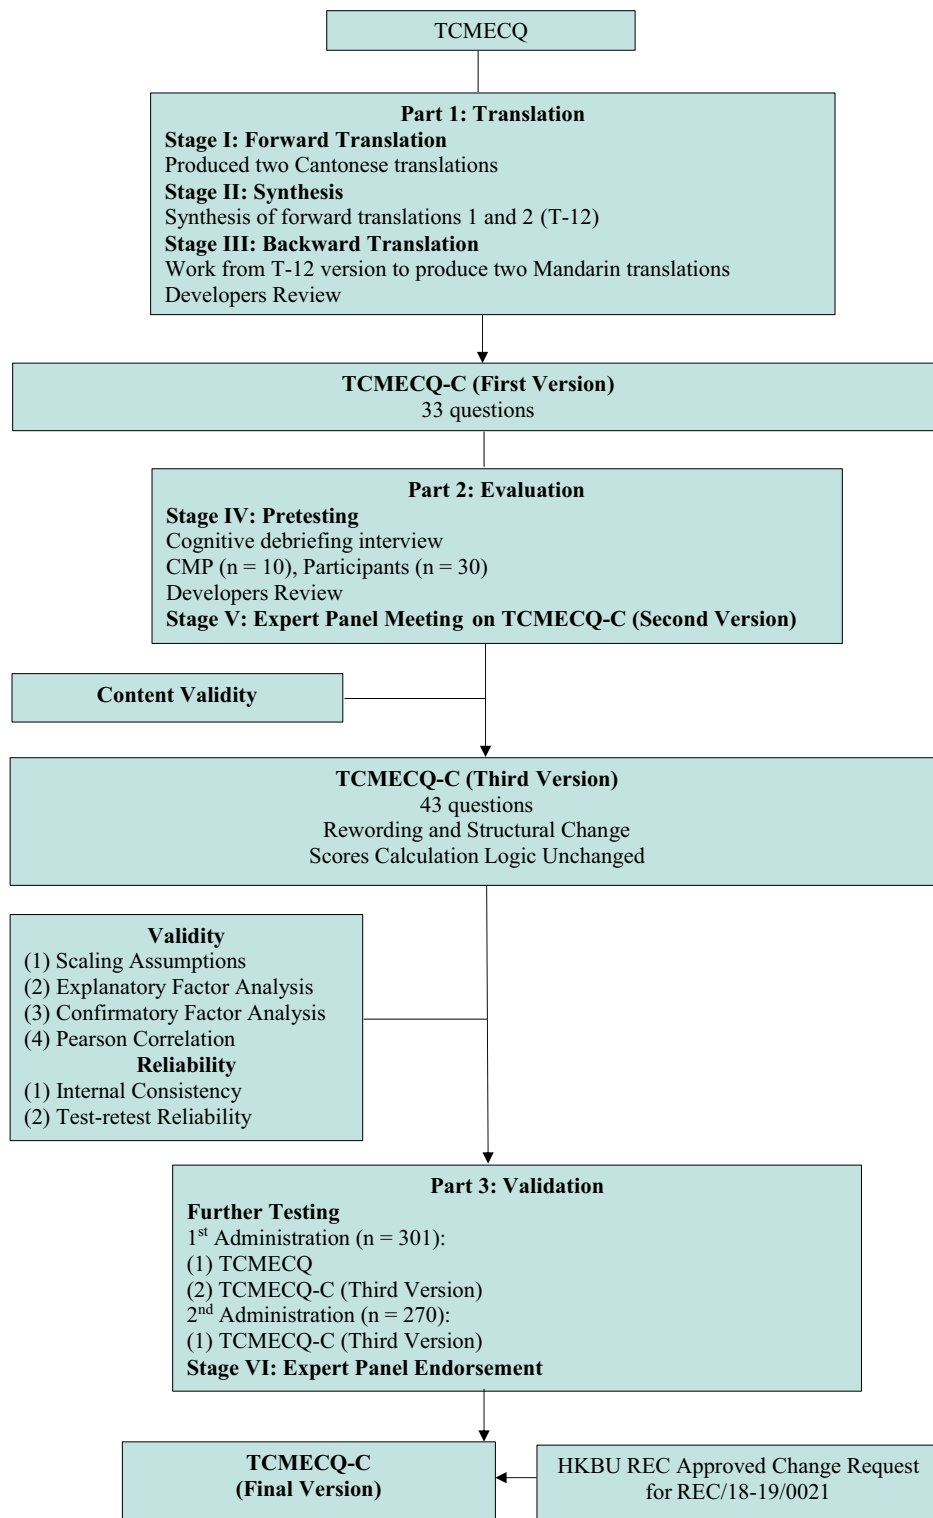 TCMECQ
Part 1: Translation
Stage I: Forward Translation
Produced two Cantonese translations
Stage II: Synthesis
Synthesis of forward translations 1 and 2 (T-12)
Stage III: Backward Translation
Work from T-12 version to produce two Mandarin translations
Developers Review
TCMECQ-C (First Version)
33 questions
Part 2: Evaluation
Stage IV: Pretesting
Cognitive debriefing interview
CMP (n = 10), Participants (n = 30)
Developers Review
Stage V: Expert Panel Meeting on TCMECQ-C (Second Version)
Content Validity
TCMECQ-C (Third Version)
43 questions
Rewording and Structural Change
Scores Calculation Logic Unchanged
Validity
(1) Scaling Assumptions
(2) Explanatory Factor Analysis
(3) Confirmatory Factor Analysis
(4) Pearson Correlation
Reliability
(1) Internal Consistency
(2) Test-retest Reliability
Part 3: Validation
Further Testing
1st Administration (n = 301):
(1) TCMECQ
(2) TCMECQ-C (Third Version)
2nd Administration (n = 270):
(1) TCMECQ-C (Third Version)
Stage VI: Expert Panel Endorsement
TCMECQ-C
(Final Version)
HKBU REC Approved Change Request
for REC/18-19/0021